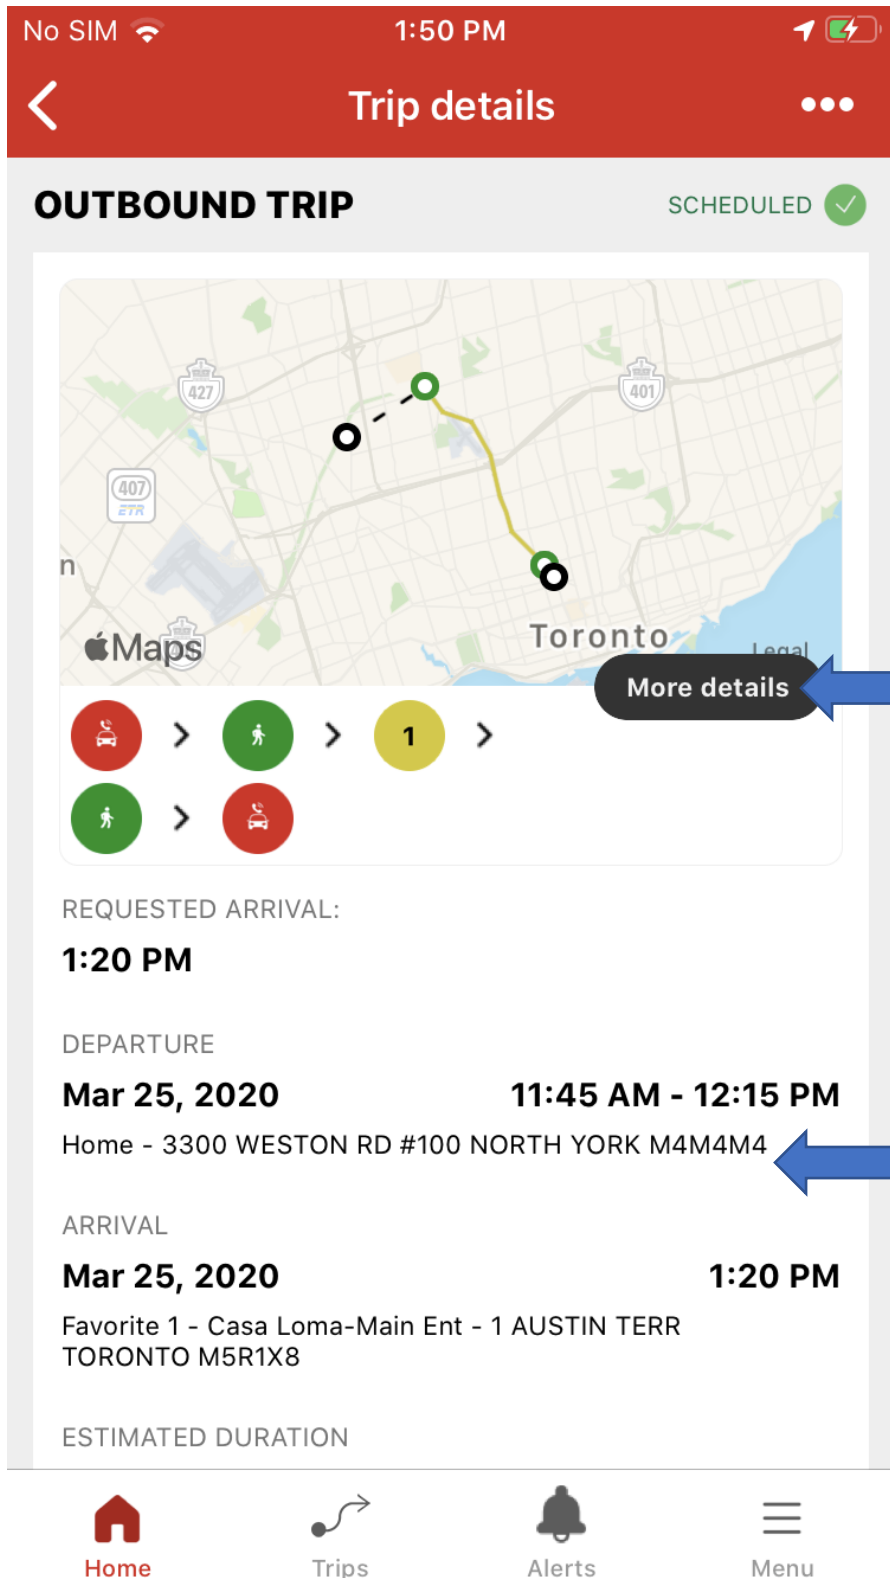 No SIM
1:50 PM
Trip details
OUTBOUND TRIP
SCHEDULED
427
401
407
ETR
n
Toronto
Maps
Legal
More details
1
REQUESTED ARRIVAL:
1:20 PM
DEPARTURE
Mar 25, 2020 11:45 AM - 12:15 PM
Home - 3300 WESTON RD #100 NORTH YORK M4M4M4
ARRIVAL
Mar 25, 2020 1:20 PM
Favorite 1 - Casa Loma-Main Ent - 1 AUSTIN TERR
TORONTO M5R1X8
ESTIMATED DURATION
Home
Trips
Alerts
Menu